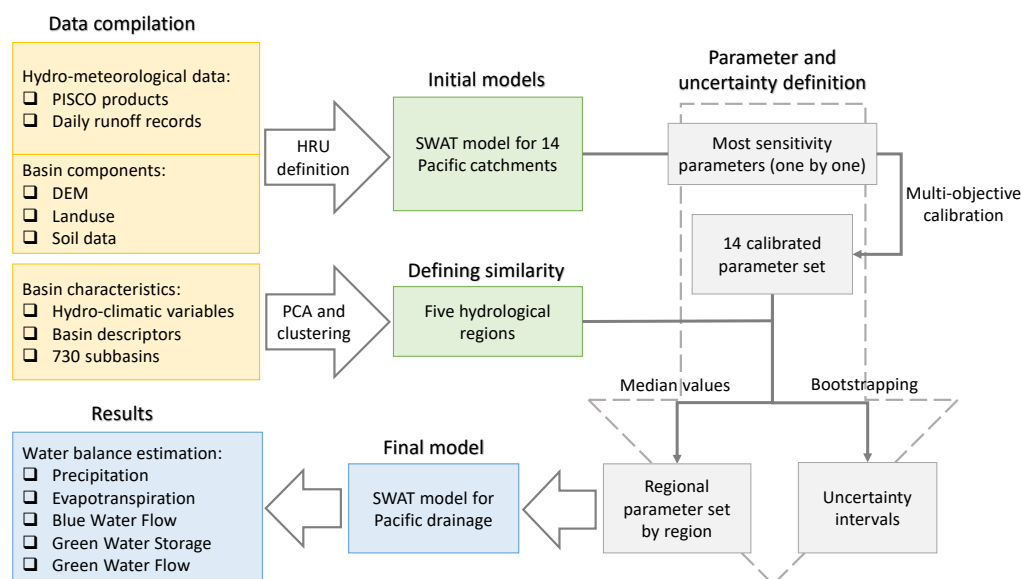 Data compilation
Hydro-meteorological data:
PISCO products
Daily runoff records
Basin components:
DEM
Landuse
Soil data
HRU
definition
Initial models
SWAT model for 14
Pacific catchments
Parameter and
uncertainty definition
Most sensitivity
parameters (one by one)
Multi-objective
calibration
14 calibrated
parameter set
Basin characteristics:
Hydro-climatic variables
Basin descriptors
730 subbasins
PCA and
clustering
Defining similarity
Five hydrological
regions
Median values
Bootstrapping
Regional
parameter set
by region
Uncertainty
intervals
Final model
SWAT model for
Pacific drainage
Results
Water balance estimation:
Precipitation
Evapotranspiration
Blue Water Flow
Green Water Storage
Green Water Flow